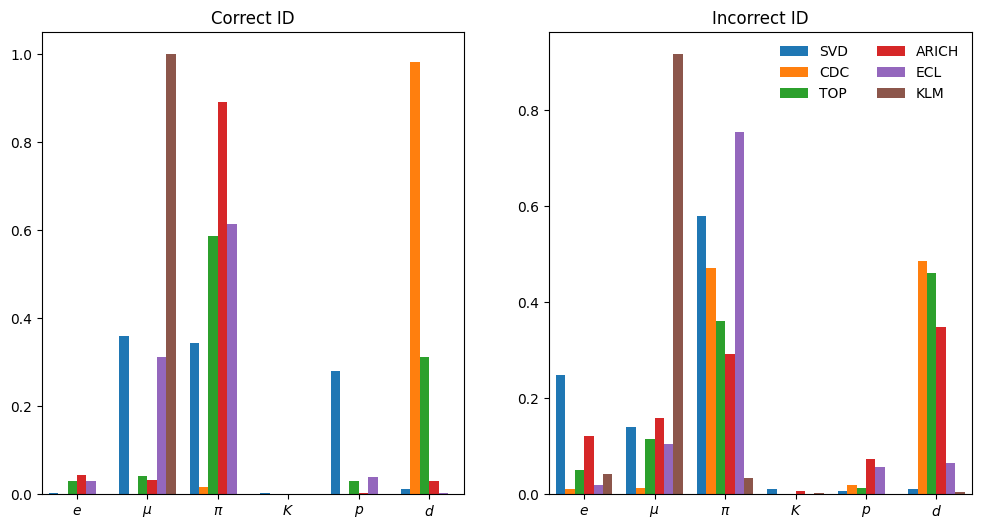 Correct ID
1.0
0.8
0.6
0.4
0.2
0.0
e μ π K p d
Incorrect ID
SVD ARICH
CDC ECL
TOP KLM
0.8
0.6
0.4
0.2
0.0
e μ π K p d